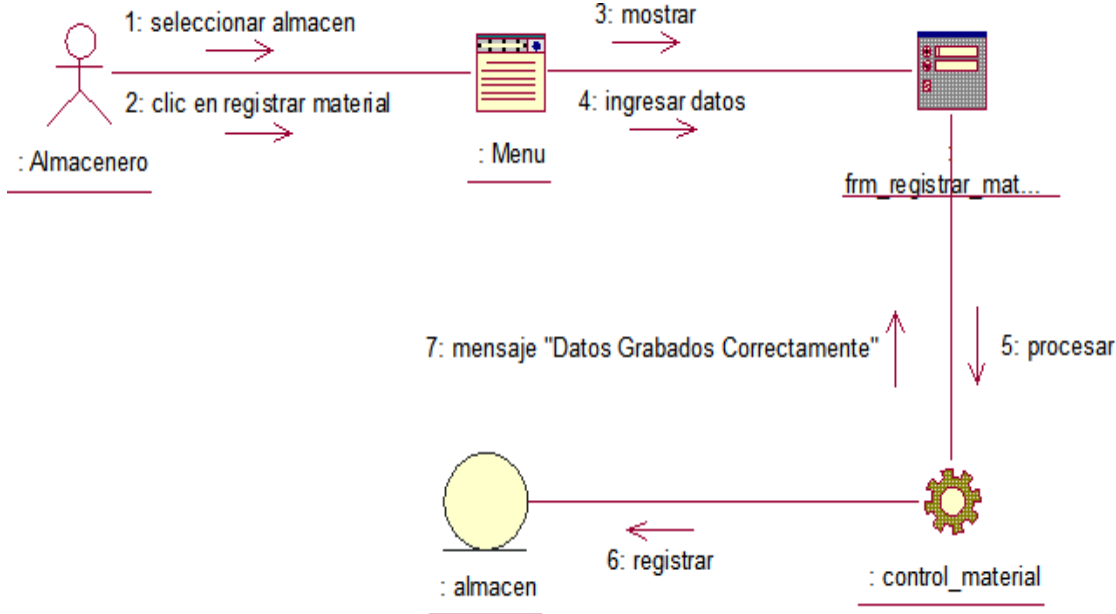 1: seleccionar almacen
3: mostrar
2: clic en registrar material
4: ingresar datos
: Almacenero
: Menu
:
frm_registrar_mat...
7: mensaje "Datos Grabados Correctamente"
5: procesar
6: registrar
: almacen
: control_material